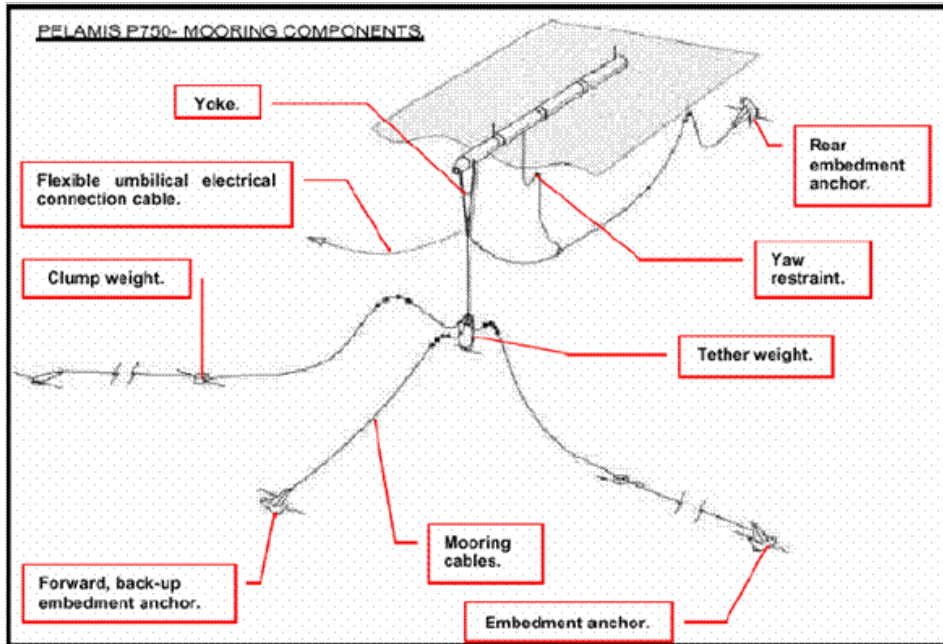 PELAMIS P750- MOORING COMPONENTS
Yoke.
Flexible umbilical electrical
connection cable.
Rear
embedment
anchor.
Clump weight.
Yaw
restraint.
Tether weight.
Mooring
cables.
Forward, back-up
embedment anchor.
Embedment anchor.